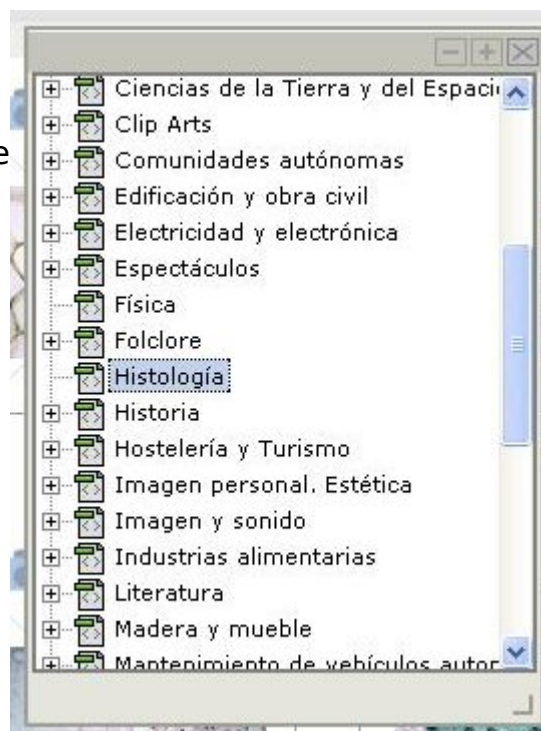 Ciencias de la Tierra y del Espaci
Clip Arts
e
Comunidades autónomas
Edificación y obra civil
Electricidad y electrónica
Espectáculos
Física
Folclore
Histología
Historia
Hostelería y Turismo
Imagen personal. Estética
Imagen y sonido
Industrias alimentarias
Literatura
Madera y mueble
Mantenimiento de vehículos autor